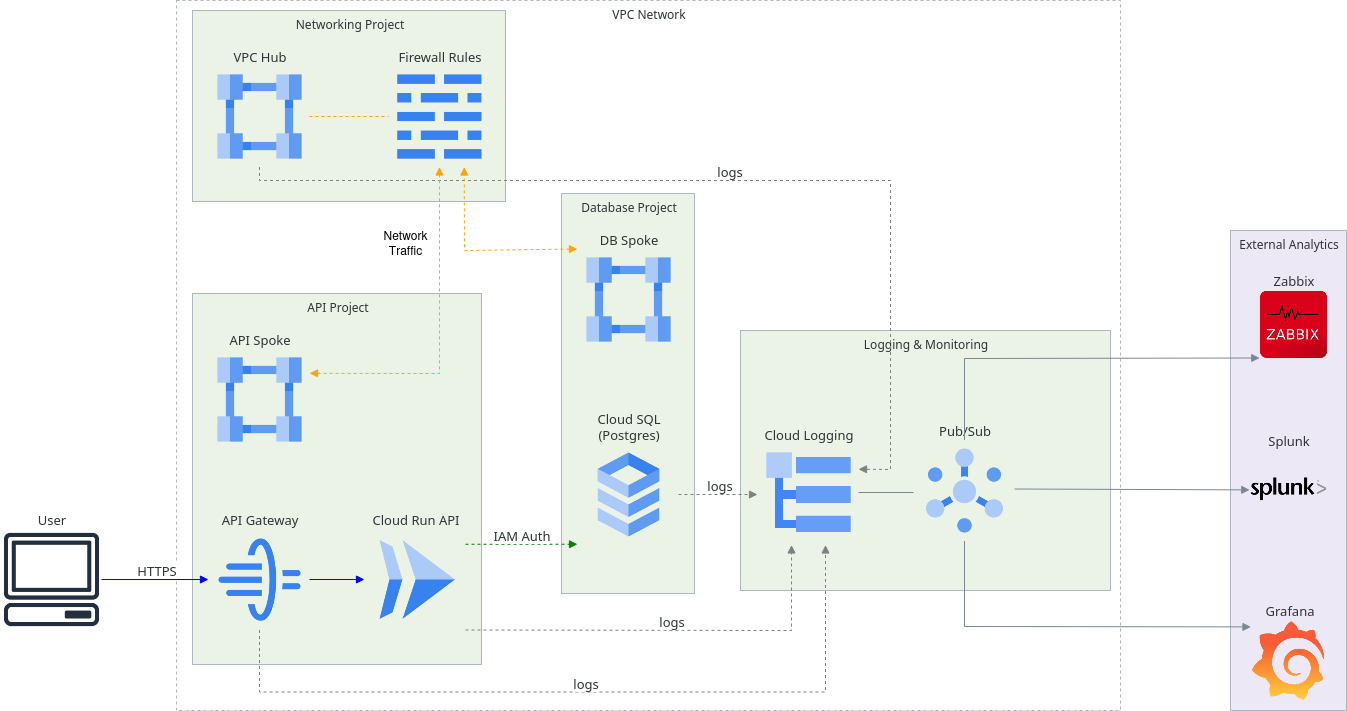 VPC Network
Networking Project
VPC Hub
Firewall Rules
logs
Network
Traffic
Database Project
DB Spoke
External Analytics
Zabbix
ZABBIX
API Project
API Spoke
Logging & Monitoring
Cloud SQL
(Postgres)
Cloud Logging
Pub/Sub
Splunk
splunk>
logs
User
API Gateway
Cloud Run API
IAM Auth
HTTPS
logs
Grafana
logs